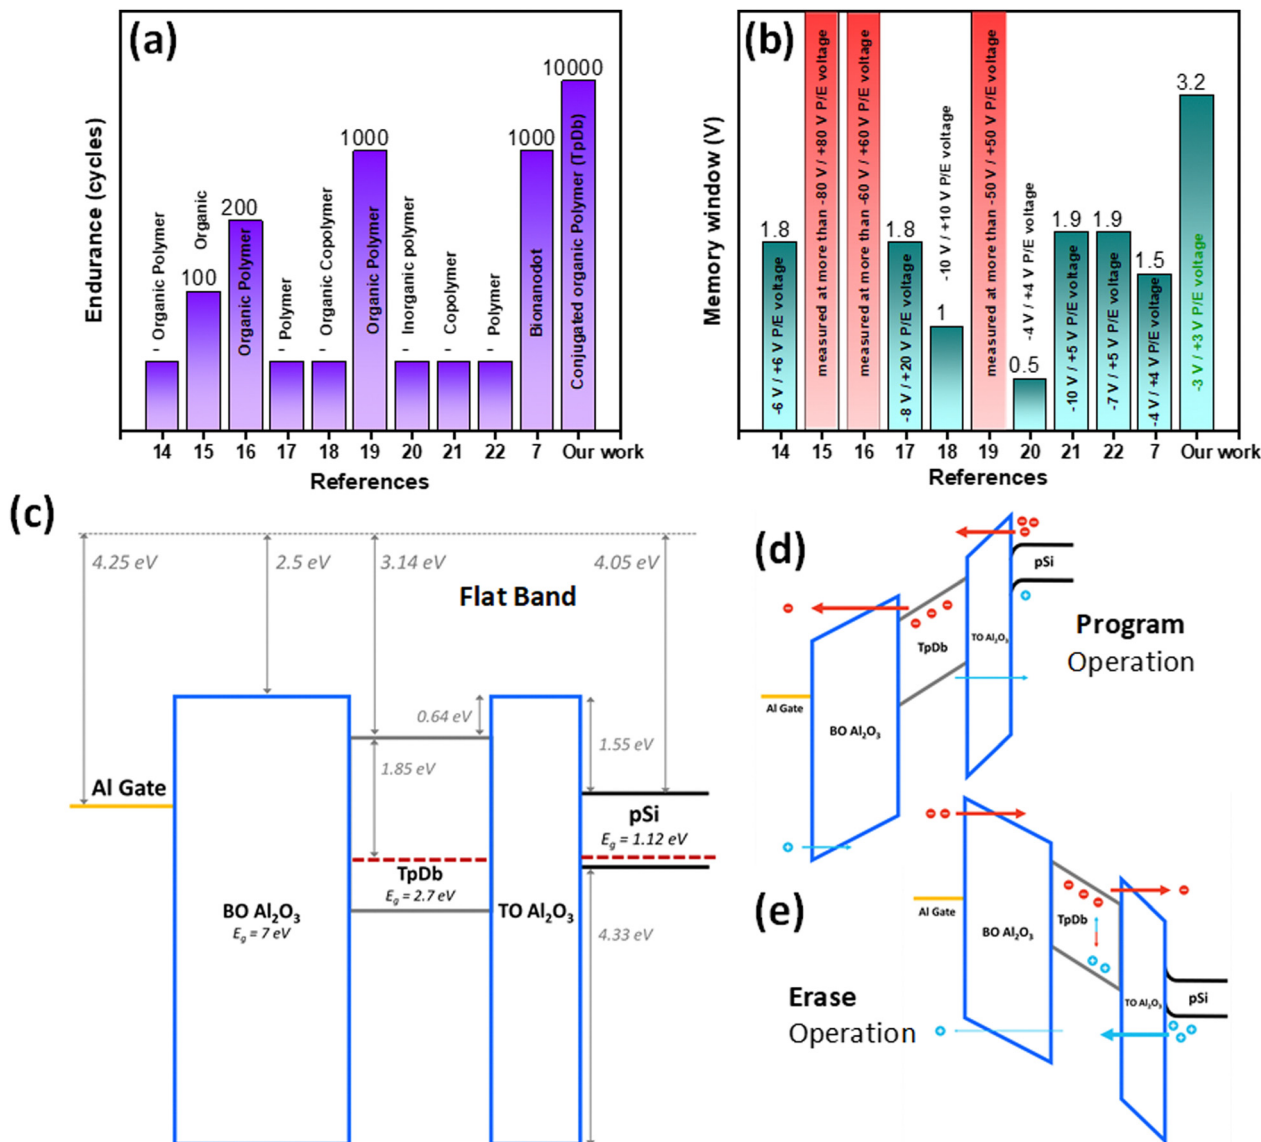 (a)
Endurance (cycles)
- Organic Polymer
100
Organic
200
Organic Polymer
- Polymer
- Organic Copolymer
1000
Organic Polymer
- Inorganic polymer
- Copolymer
- Polymer
1000
Bionanodot
10000
Conjugated organic Polymer (TpDb)
14 15 16 17 18 19 20 21 22 7 Our work
References
(b)
Memory window (V)
1.8
-6 V / +6 V P/E voltage
measured at more than -80 V / +80 V P/E voltage
measured at more than -60 V / +60 V P/E voltage
1.8
-8 V / +20 V P/E voltage
1
-10 V / +10 V P/E voltage
measured at more than -50 V / +50 V P/E voltage
0.5
-4 V / +4 V P/E voltage
1.9
-10 V / +5 V P/E voltage
1.9
-7 V / +5 V P/E voltage
1.5
-4 V / +4 V P/E voltage
3.2
-3 V / +3 V P/E voltage
14 15 16 17 18 19 20 21 22 7 Our work
References
(c)
4.25 eV
2.5 eV
3.14 eV
4.05 eV
Flat Band
0.64 eV
1.55 eV
1.85 eV
Al Gate
pSi
Eg = 1.12 eV
TpDb
Eg = 2.7 eV
BO Al2O3
Eg = 7 eV
TO Al2O3
4.33 eV
(d)
pSi
TpDb
TO Al2O3
Program
Operation
Al Gate
BO Al2O3
(e)
Al Gate
BO Al2O3
TpDb
TO Al2O3
pSi
Erase
Operation